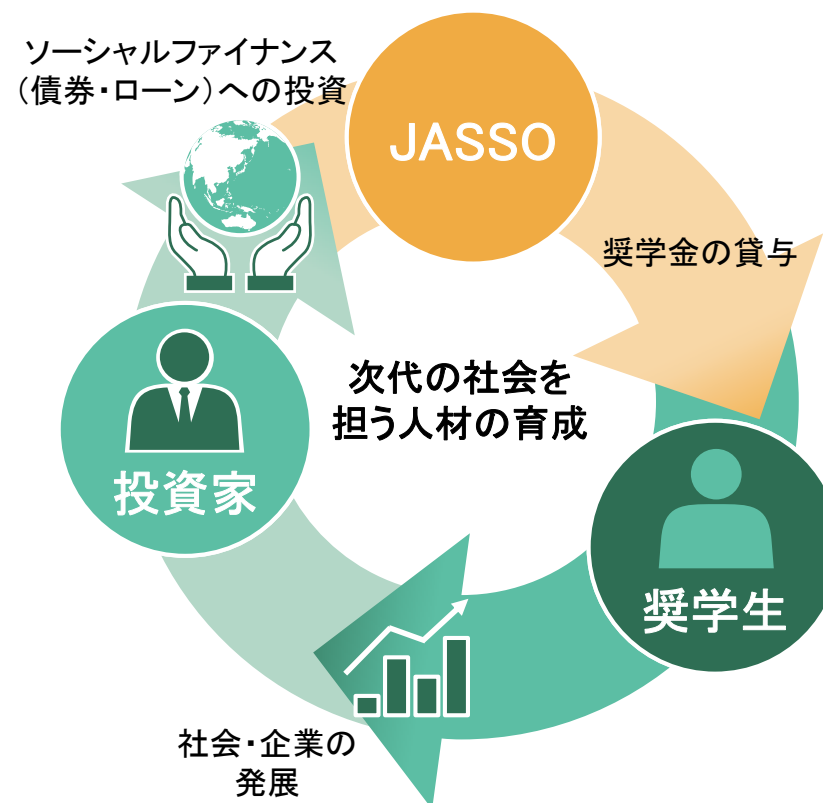 ソーシャルファイナンス
（債券・ローン）への投資
JASSO
奨学金の貸与
次代の社会を
担う人材の育成
投資家
奨学生
社会・企業の
発展